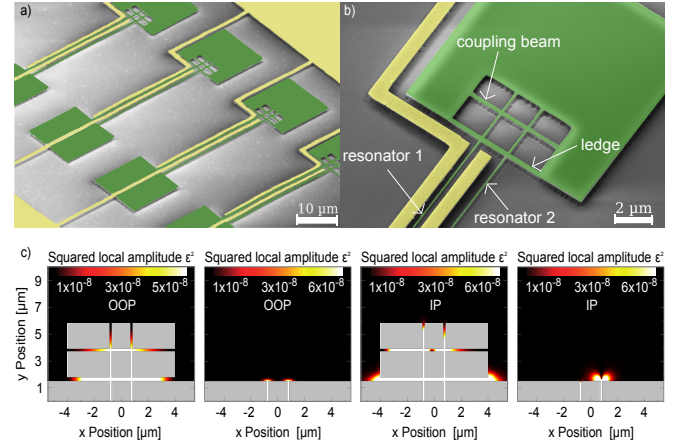 a)
b)
coupling beam
ledge
resonator 1
resonator 2
10 µm
2 µm
c)
Squared local amplitude ε² Squared local amplitude ε² Squared local amplitude ε² Squared local amplitude ε²
1x10⁻⁸ 3x10⁻⁸ 5x10⁻⁸ 1x10⁻⁸ 3x10⁻⁸ 6x10⁻⁸ 1x10⁻⁸ 3x10⁻⁸ 6x10⁻⁸ 1x10⁻⁸ 3x10⁻⁸ 6x10⁻⁸
OOP OOP IP IP
y Position [µm]
9
7
5
3
1
-4 -2 0 2 4 -4 -2 0 2 4 -4 -2 0 2 4 -4 -2 0 2 4
x Position [µm] x Position [µm] x Position [µm] x Position [µm]